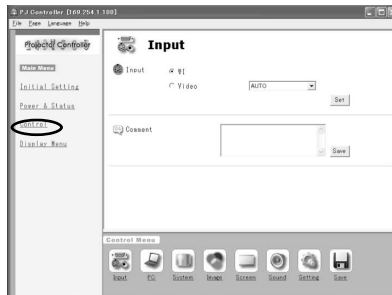 PJ Controller [169.254.1.100]
File Page Language Help
Projector Controller
Main Menu
Initial Setting
Power & Status
Control
Display Menu
Input
Input
Video
AUTO
Set
Comment
Save
Control Menu
Input PC System Image Screen Sound Setting Save